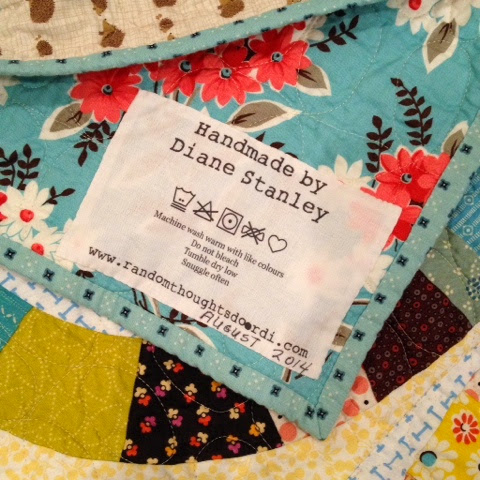 Handmade by
Diane Stanley
Machine wash warm with like colours
Do not bleach
Tumble dry low
Snuggle often
www.randomthoughtsdoordi.com
AUGUST 2014